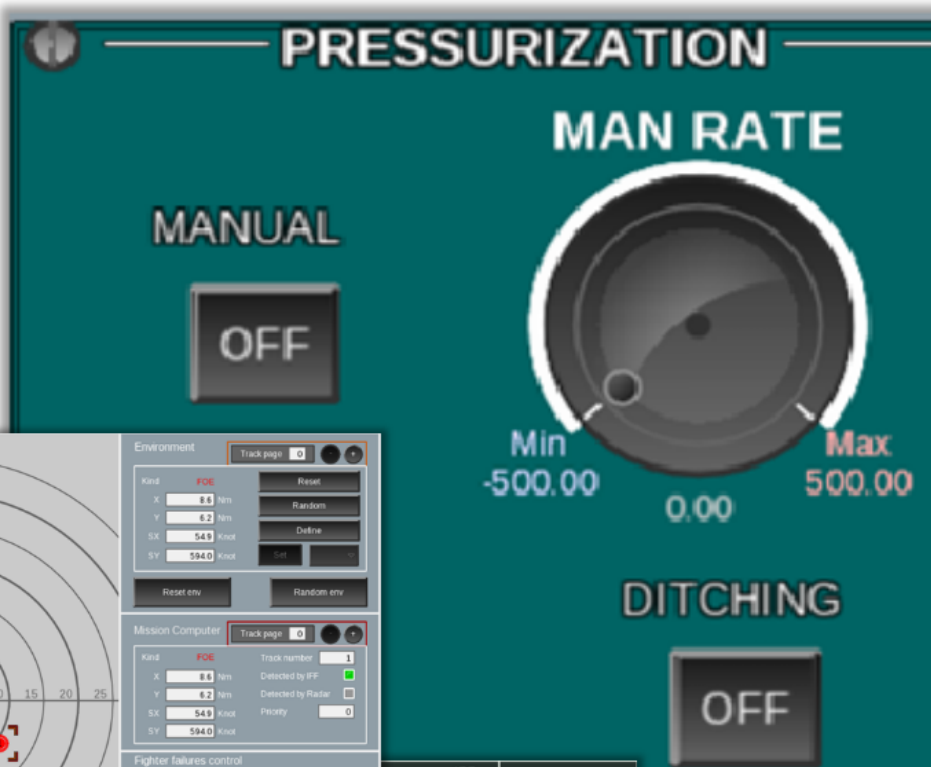 PRESSURIZATION
MAN RATE
MANUAL
OFF
Min
-500.00
Max
500.00
0.00
DITCHING
OFF
15 20 25
Environment
Track page 0 - +
Kind FOE
X 8.6 Nm
Y 6.2 Nm
SX 54.9 Knot
SY 594.0 Knot
Reset
Random
Define
Set
Reset env
Random env
Mission Computer
Track page 0 - +
Kind FOE
X 8.6 Nm
Y 6.2 Nm
SX 54.9 Knot
SY 594.0 Knot
Track number 1
Detected by IFF
Detected by Radar
Priority 0
Fighter failures control